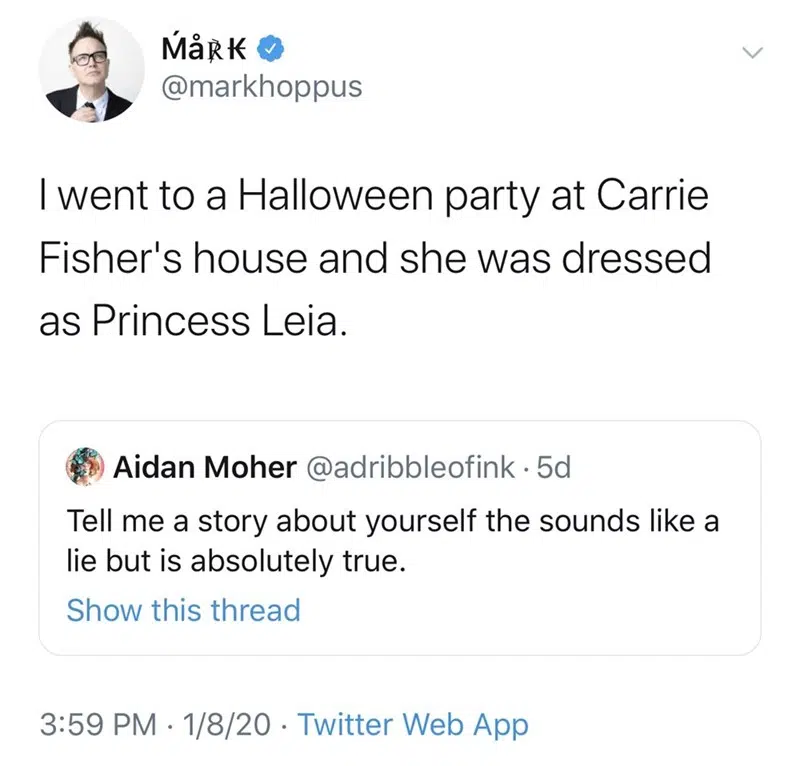 ḾåƦ₭
@markhoppus
I went to a Halloween party at Carrie
Fisher's house and she was dressed
as Princess Leia.
Aidan Moher @adribbleofink · 5d
Tell me a story about yourself the sounds like a
lie but is absolutely true.
Show this thread
3:59 PM · 1/8/20 · Twitter Web App